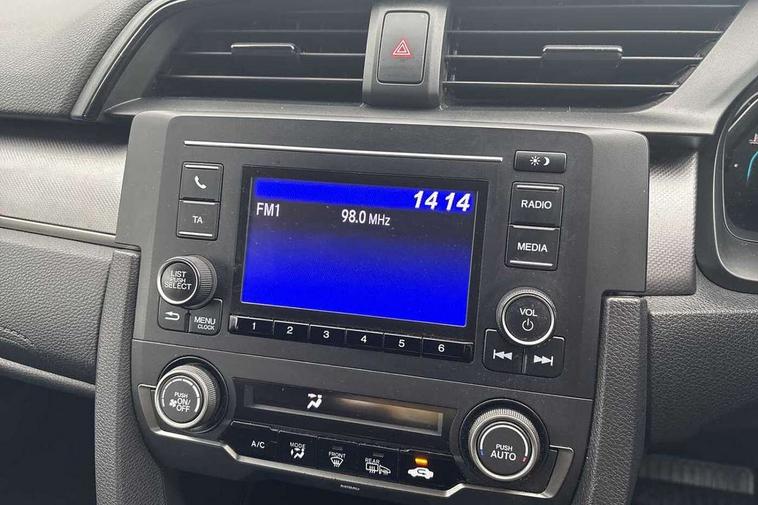 14 14
FM1
98.0 MHz
TA
RADIO
MEDIA
LIST
PUSH
SELECT
MENU
CLOCK
VOL
1 2 3 4 5 6
PUSH
ON/
OFF
A/C
MODE
FRONT
REAR
PUSH
AUTO